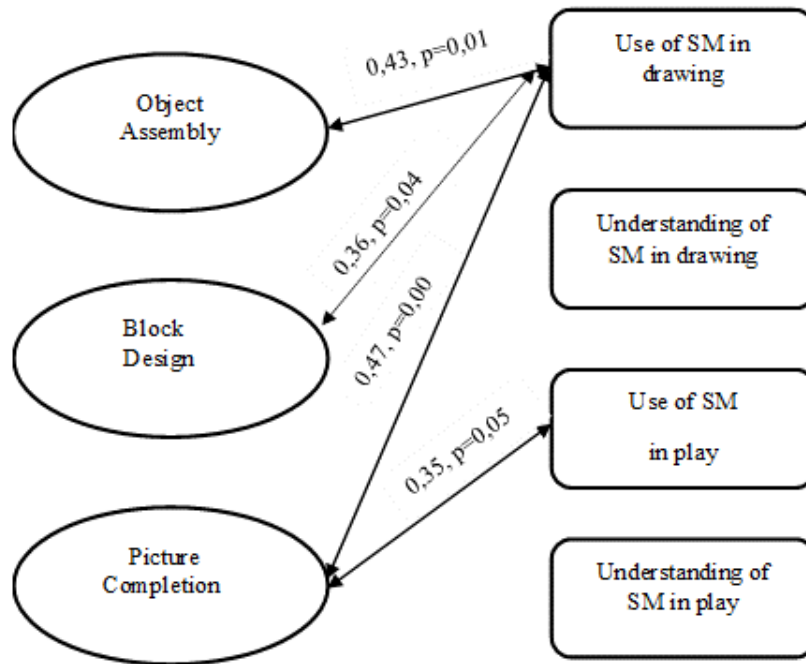 Object
Assembly
0,43, p=0,01
Use of SM in
drawing
0,36, p=0,04
Understanding of
SM in drawing
Block
Design
0,47, p=0,00
Use of SM
in play
0,35, p=0,05
Picture
Completion
Understanding of
SM in play